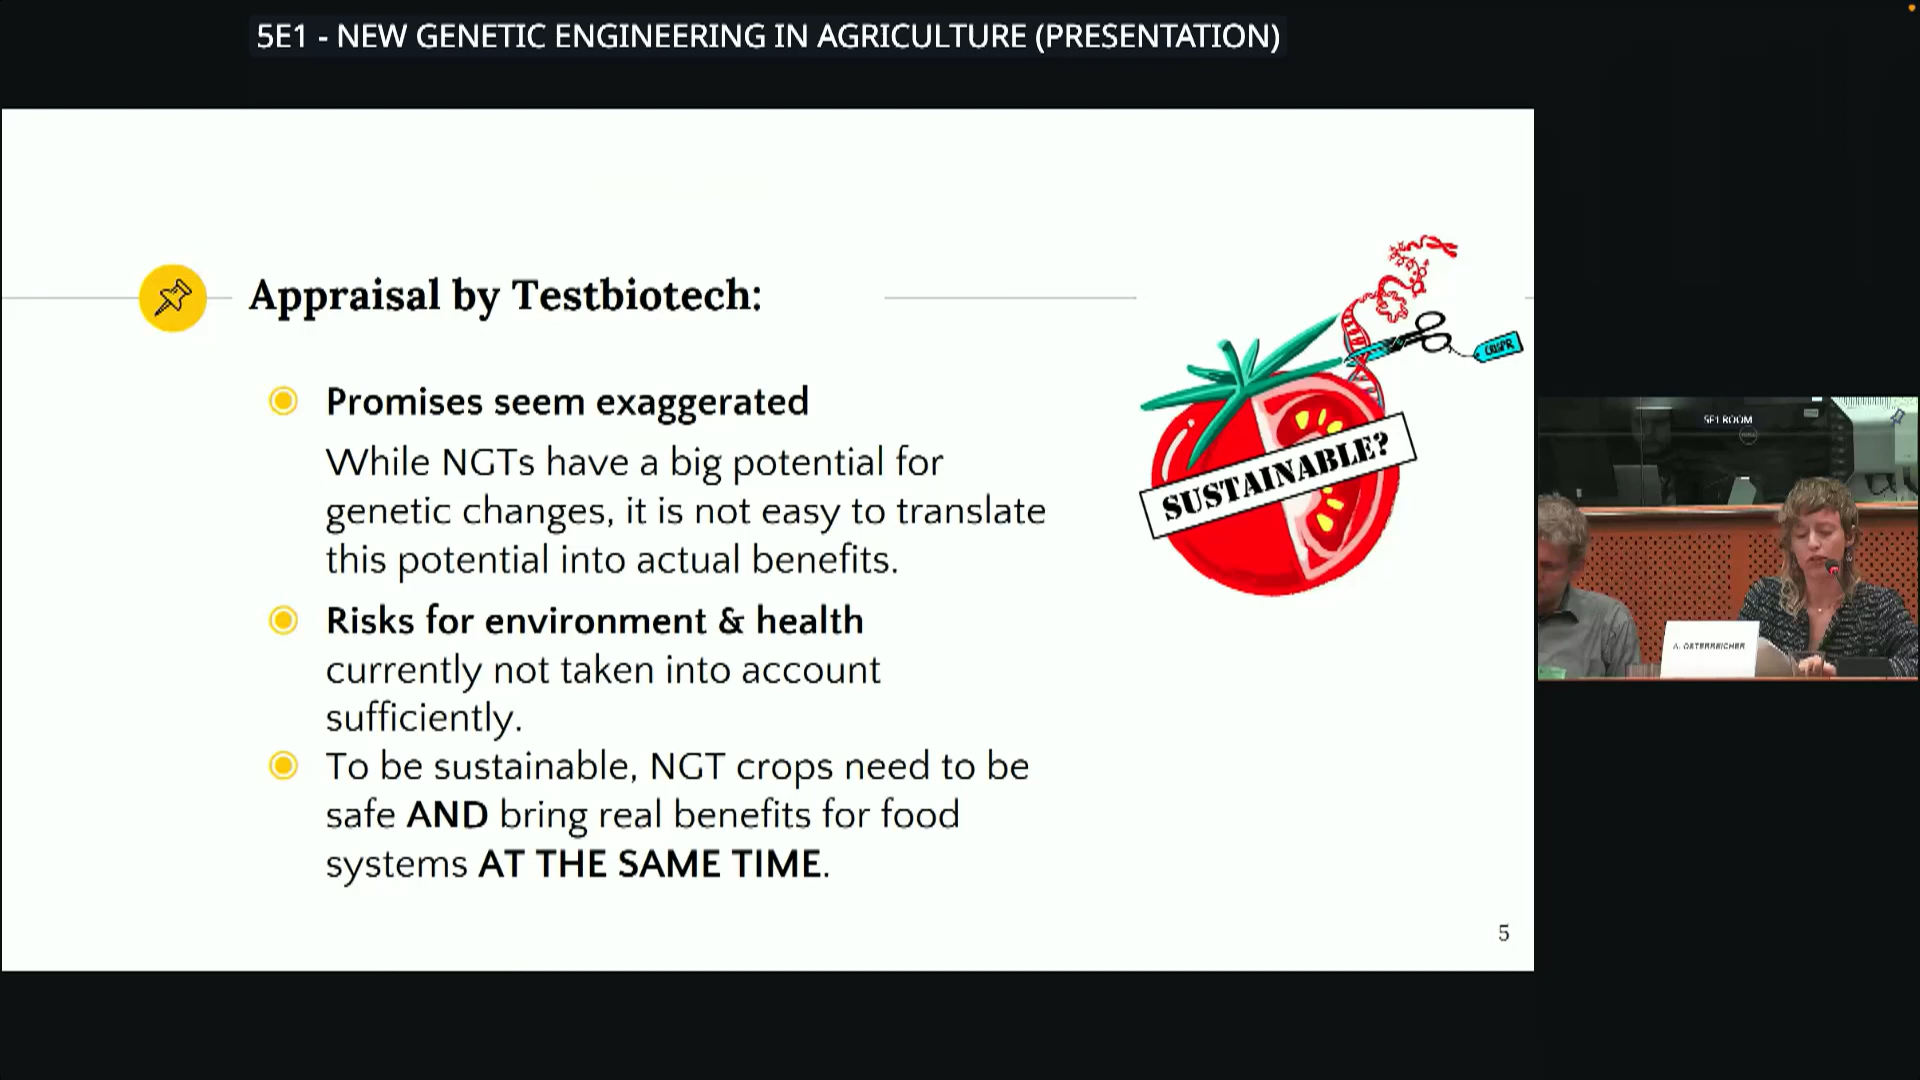 5E1 - NEW GENETIC ENGINEERING IN AGRICULTURE (PRESENTATION)
Appraisal by Testbiotech:
Promises seem exaggerated
While NGTs have a big potential for
genetic changes, it is not easy to translate
this potential into actual benefits.
Risks for environment & health
currently not taken into account
sufficiently.
To be sustainable, NGT crops need to be
safe AND bring real benefits for food
systems AT THE SAME TIME.
CRISPR
SUSTAINABLE?
5
5E1 ROOM
A. OSTERREICHER